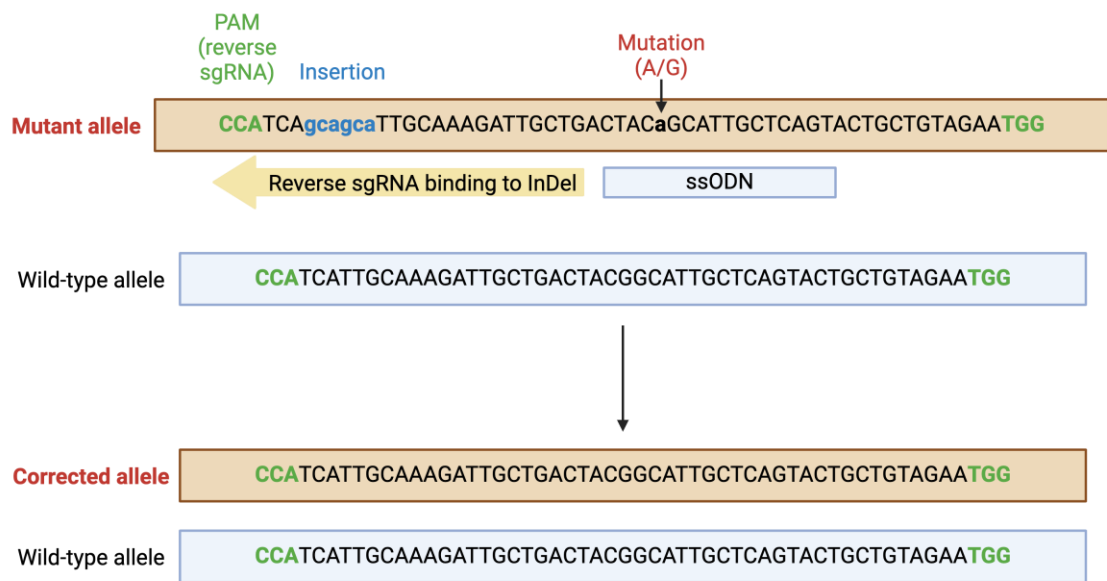 PAM
(reverse
sgRNA)
Insertion
Mutation
(A/G)
Mutant allele
CCATCAgcagcaTTGCAAAGATTGCTGACTACaGCATTGCTCAGTACTGCTGTAGAATGG
Reverse sgRNA binding to InDel
ssODN
Wild-type allele
CCATCATTGCAAAGATTGCTGACTACGGCATTGCTCAGTACTGCTGTAGAATGG
Corrected allele
CCATCATTGCAAAGATTGCTGACTACGGCATTGCTCAGTACTGCTGTAGAATGG
Wild-type allele
CCATCATTGCAAAGATTGCTGACTACGGCATTGCTCAGTACTGCTGTAGAATGG